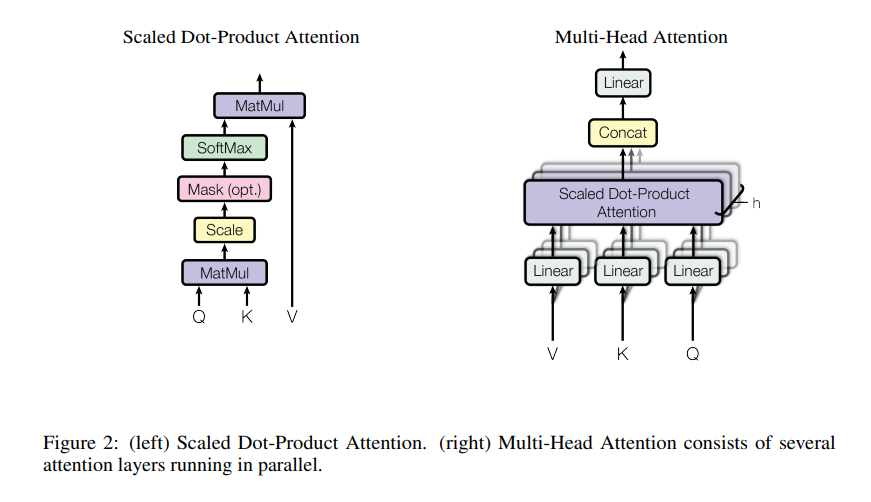 Scaled Dot-Product Attention
MatMul
SoftMax
Mask (opt.)
Scale
MatMul
Q K V
Multi-Head Attention
Linear
Concat
Scaled Dot-Product
Attention
h
Linear Linear Linear
V K Q
Figure 2: (left) Scaled Dot-Product Attention. (right) Multi-Head Attention consists of several
attention layers running in parallel.